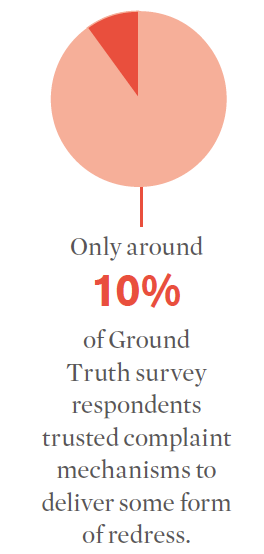 Only around
10%
of Ground
Truth survey
respondents
trusted complaint
mechanisms to
deliver some form
of redress.